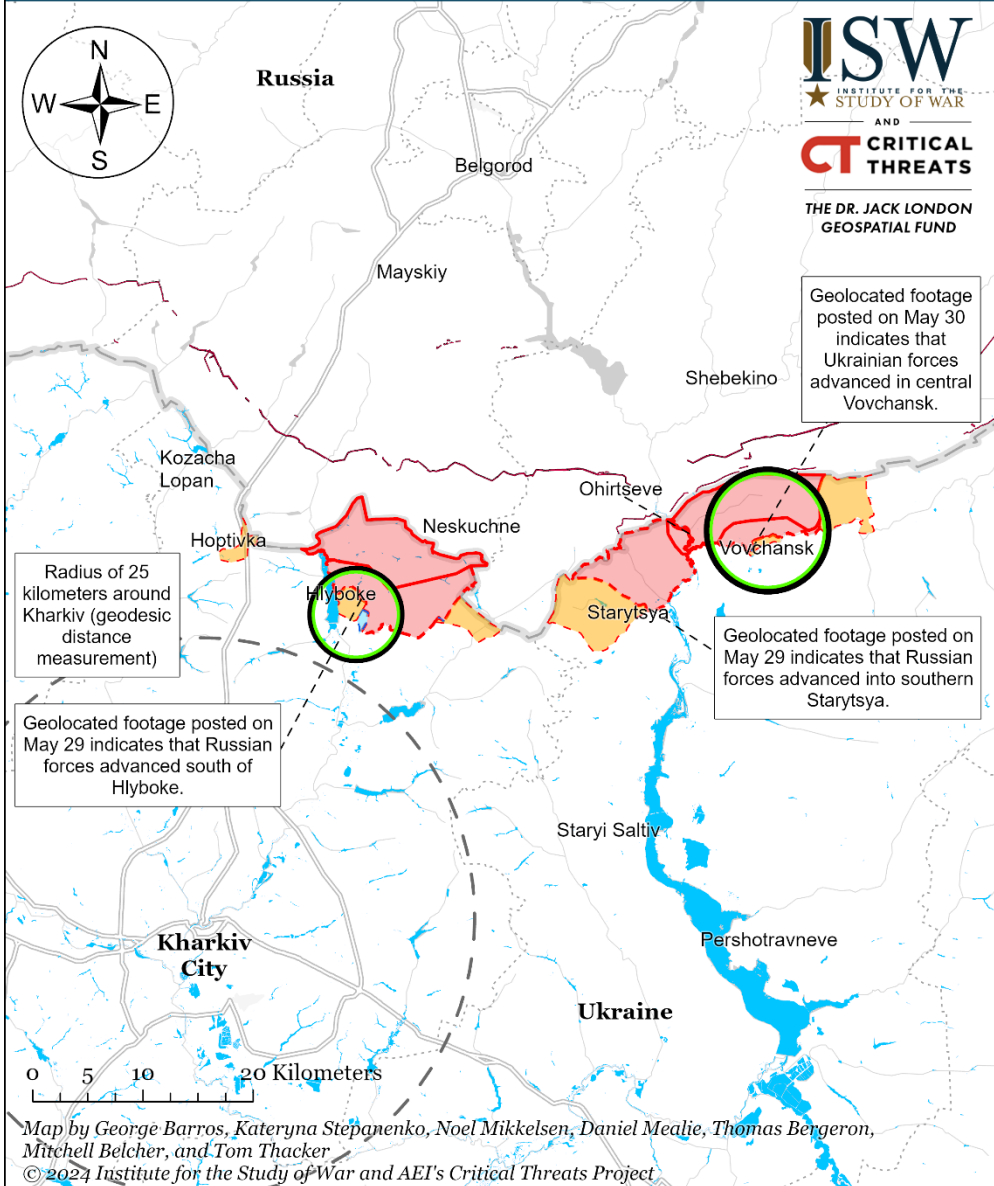 N
W
E
S
Russia
ISW
INSTITUTE FOR THE
STUDY OF WAR
AND
CT CRITICAL
THREATS
THE DR. JACK LONDON
GEOSPATIAL FUND
Belgorod
Mayskiy
Geolocated footage
posted on May 30
indicates that
Ukrainian forces
advanced in central
Vovchansk.
Shebekino
Kozacha
Lopan
Ohirtseve
Neskuchne
Hoptivka
Vovchansk
Radius of 25
kilometers around
Kharkiv (geodesic
distance
measurement)
Hlyboke
Starytsya
Geolocated footage posted on
May 29 indicates that Russian
forces advanced into southern
Starytsya.
Geolocated footage posted on
May 29 indicates that Russian
forces advanced south of
Hlyboke.
Staryi Saltiv
Kharkiv
City
Pershotravneve
Ukraine
0 5 10 20 Kilometers
Map by George Barros, Kateryna Stepanenko, Noel Mikkelsen, Daniel Mealie, Thomas Bergeron,
Mitchell Belcher, and Tom Thacker
© 2024 Institute for the Study of War and AEI's Critical Threats Project